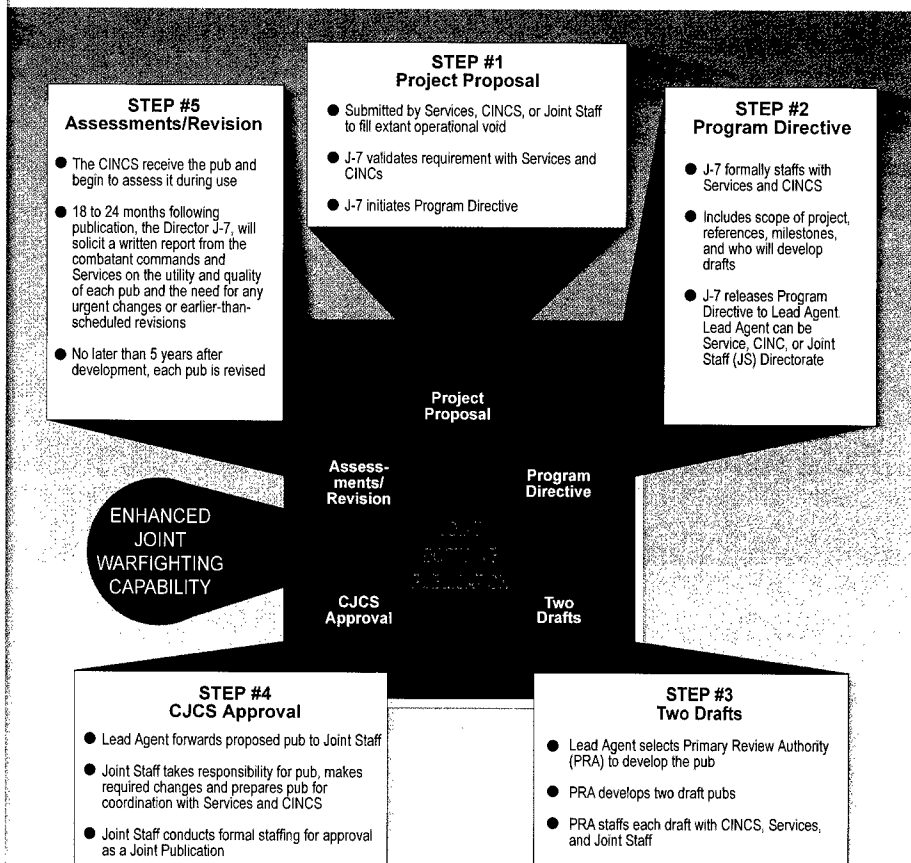 STEP #1
Project Proposal
● Submitted by Services, CINCS, or Joint Staff
to fill extant operational void
● J-7 validates requirement with Services and
CINCs
● J-7 initiates Program Directive
STEP #5
Assessments/Revision
● The CINCS receive the pub and
begin to assess it during use
● 18 to 24 months following
publication, the Director J-7, will
solicit a written report from the
combatant commands and
Services on the utility and quality
of each pub and the need for any
urgent changes or earlier-than-
scheduled revisions
● No later than 5 years after
development, each pub is revised
STEP #2
Program Directive
● J-7 formally staffs with
Services and CINCS
● Includes scope of project,
references, milestones,
and who will develop
drafts
● J-7 releases Program
Directive to Lead Agent.
Lead Agent can be
Service, CINC, or Joint
Staff (JS) Directorate
Project
Proposal
Assess-
ments/
Revision
Program
Directive
ENHANCED
JOINT
WARFIGHTING
CAPABILITY
JOINT
DOCTRINE
PUBLICATION
CJCS
Approval
Two
Drafts
STEP #4
CJCS Approval
● Lead Agent forwards proposed pub to Joint Staff
● Joint Staff takes responsibility for pub, makes
required changes and prepares pub for
coordination with Services and CINCS
● Joint Staff conducts formal staffing for approval
as a Joint Publication
STEP #3
Two Drafts
● Lead Agent selects Primary Review Authority
(PRA) to develop the pub
● PRA develops two draft pubs
● PRA staffs each draft with CINCS, Services,
and Joint Staff